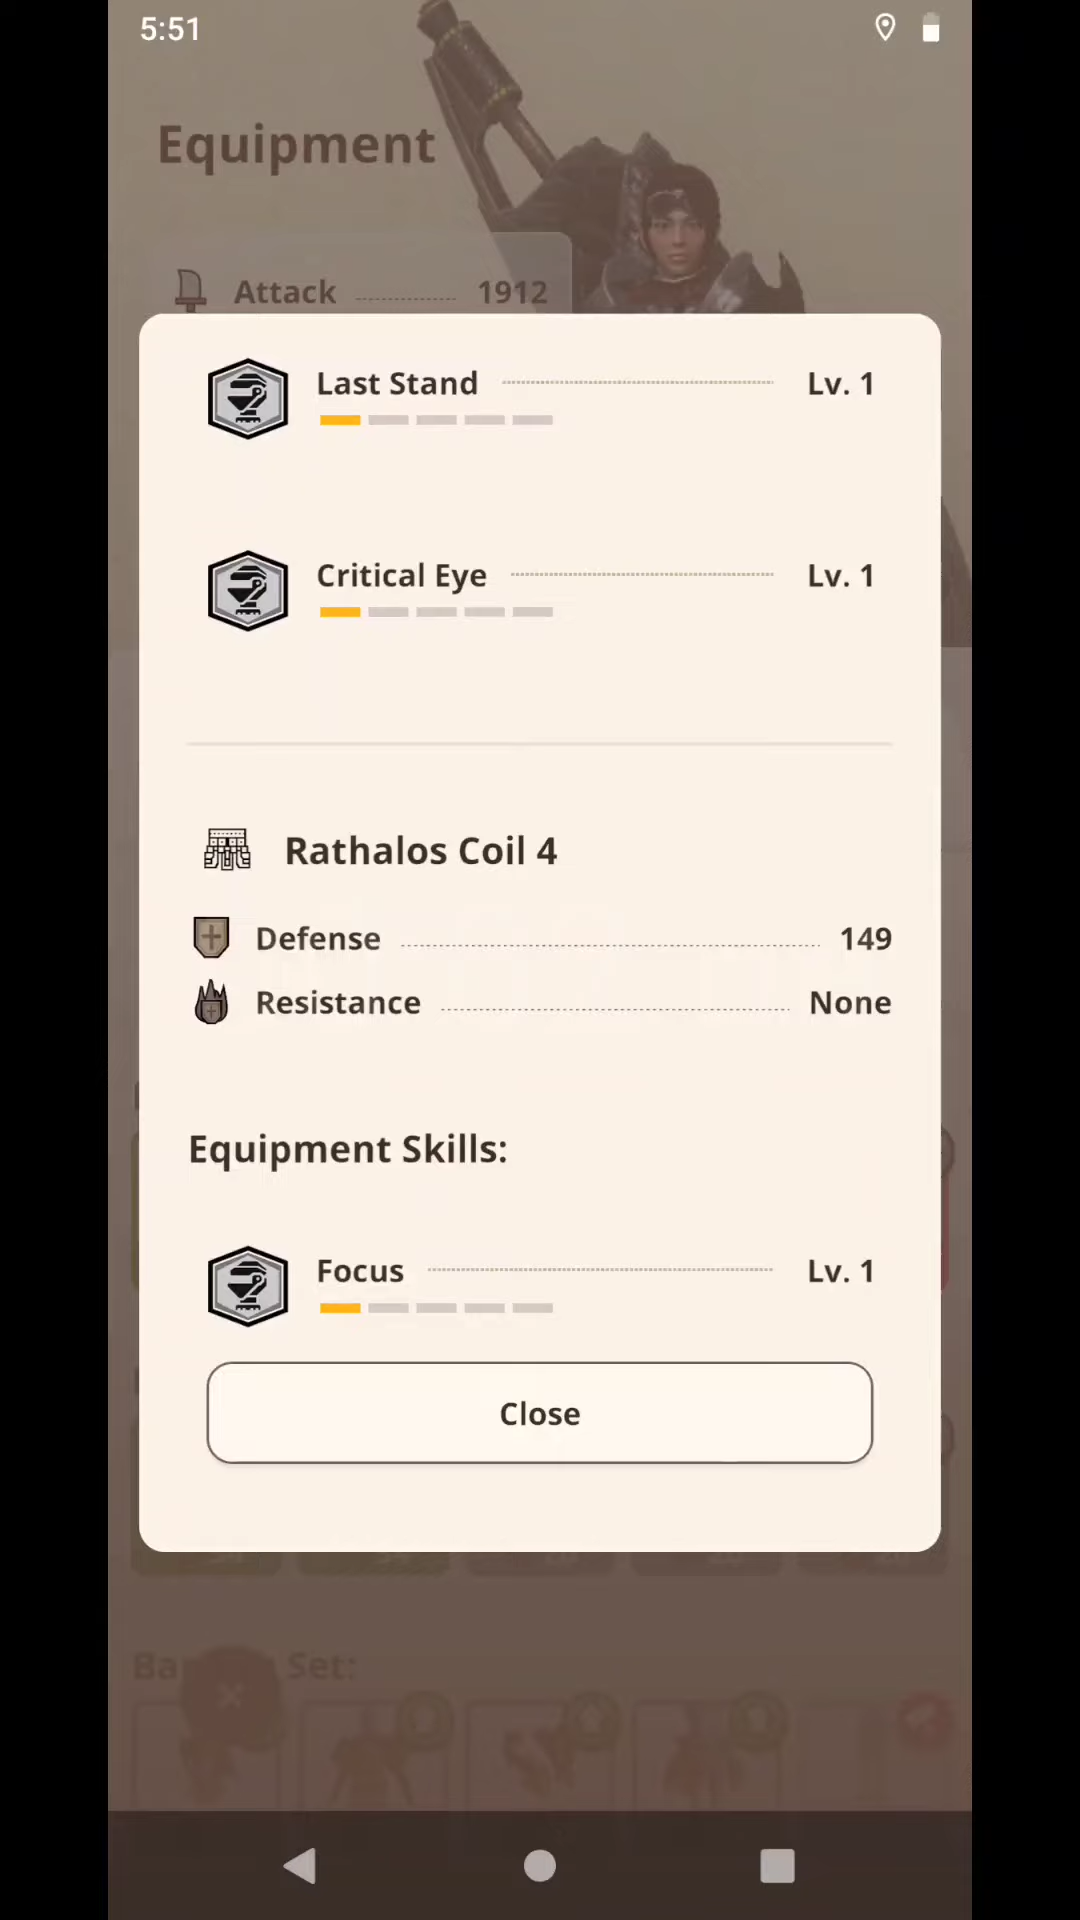 5:51
Equipment
Attack 1912
Last Stand Lv. 1
Critical Eye Lv. 1
Rathalos Coil 4
Defense 149
Resistance None
Equipment Skills:
Focus Lv. 1
Close
Set: